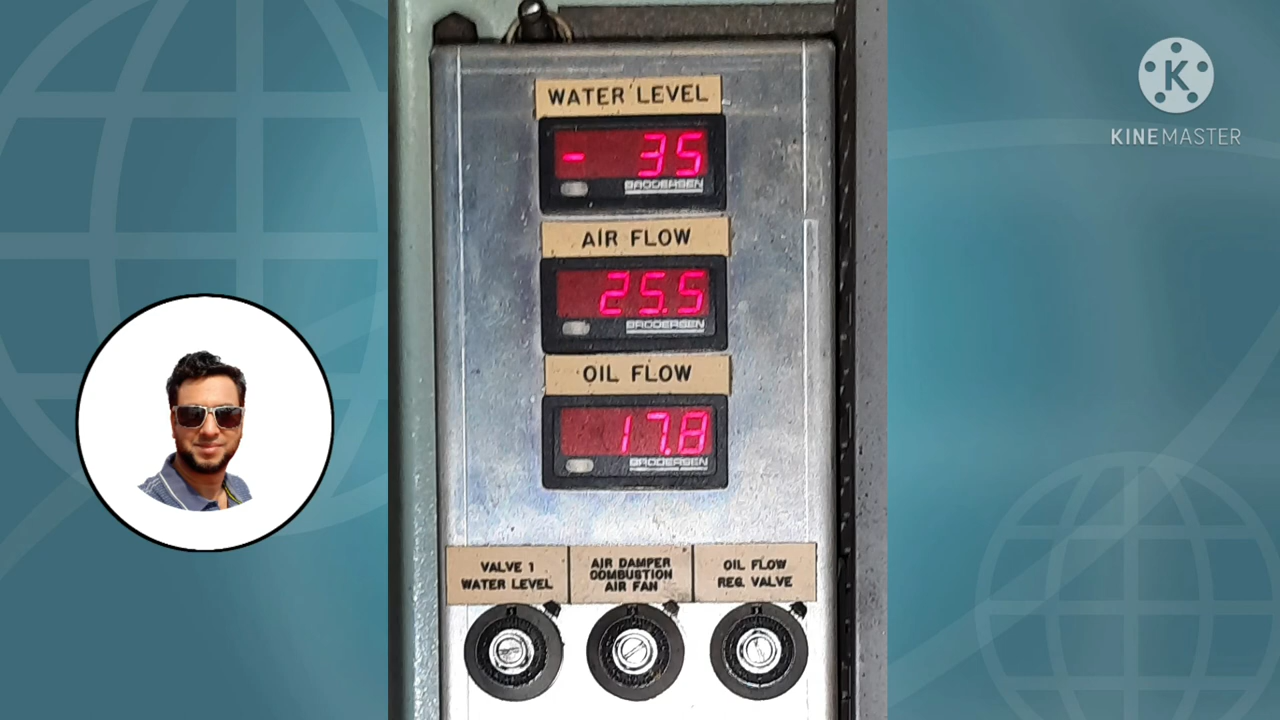 WATER LEVEL
- 35
BRODERSEN
AIR FLOW
25.5
BRODERSEN
OIL FLOW
17.8
BRODERSEN
VALVE 1
WATER LEVEL
AIR DAMPER
COMBUSTION
AIR FAN
OIL FLOW
REG. VALVE
K
KINEMASTER